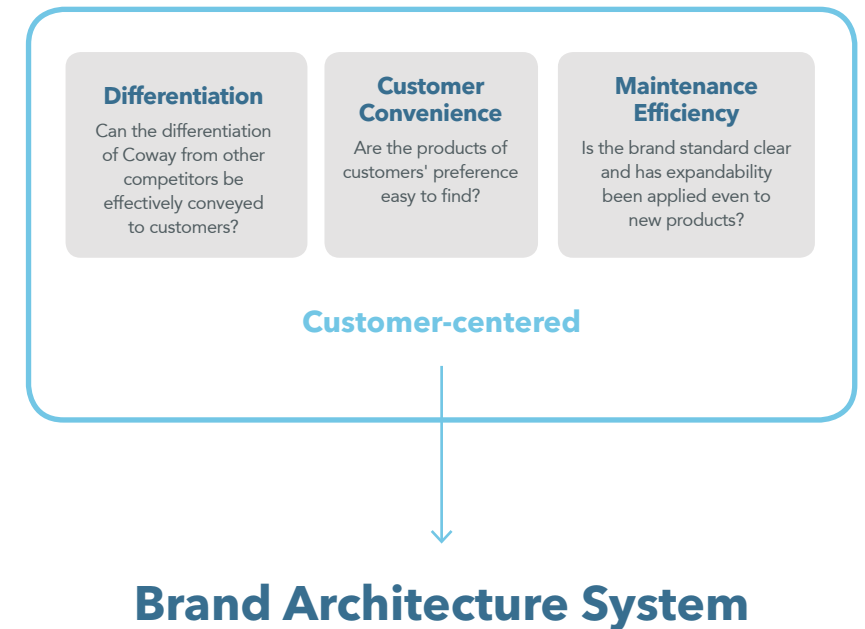 Differentiation
Can the differentiation
of Coway from other
competitors be
effectively conveyed
to customers?
Customer
Convenience
Are the products of
customers' preference
easy to find?
Maintenance
Efficiency
Is the brand standard clear
and has expandability
been applied even to
new products?
Customer-centered
Brand Architecture System